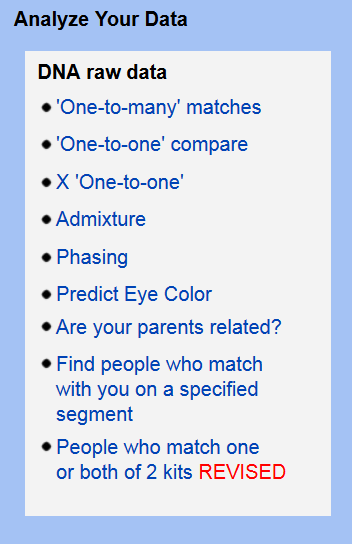 Analyze Your Data
DNA raw data
'One-to-many' matches
'One-to-one' compare
X 'One-to-one'
Admixture
Phasing
Predict Eye Color
Are your parents related?
Find people who match
with you on a specified
segment
People who match one
or both of 2 kits REVISED